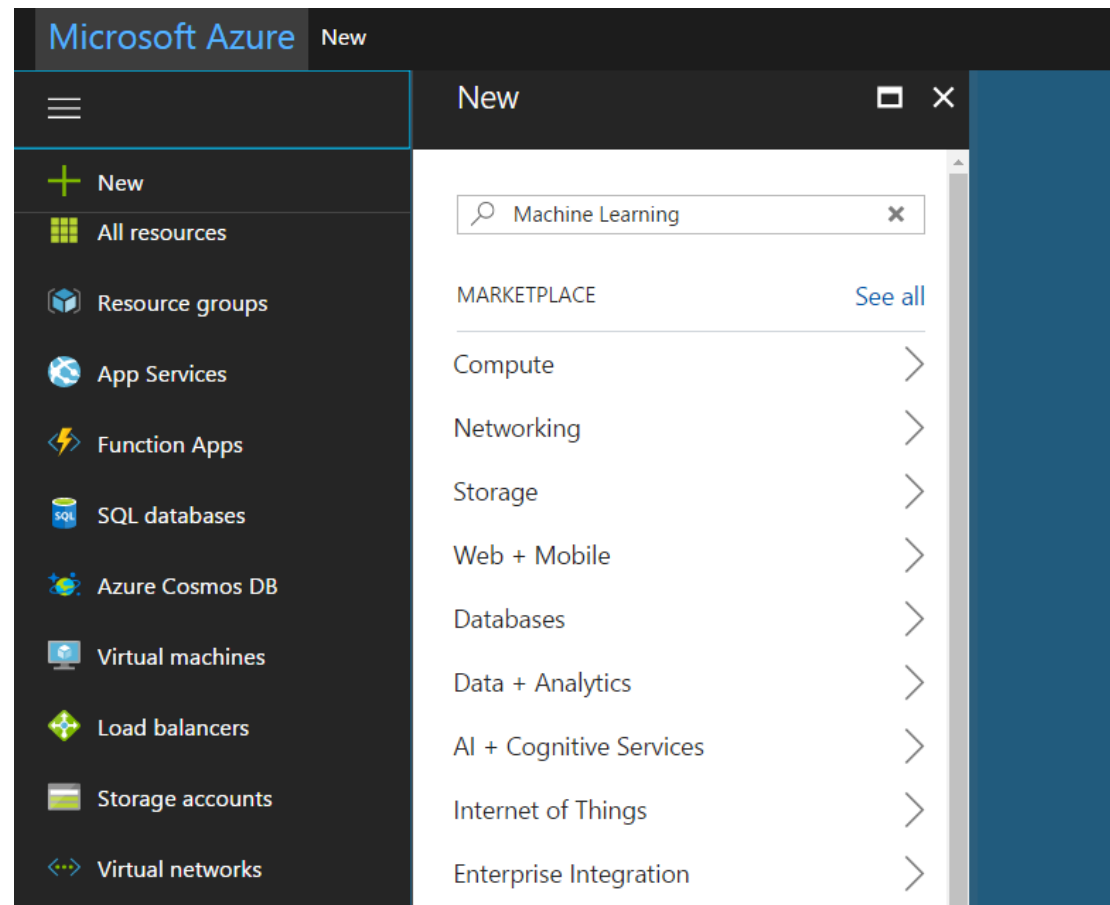 Microsoft Azure New
New
New
All resources
Resource groups
App Services
Function Apps
SQL databases
Azure Cosmos DB
Virtual machines
Load balancers
Storage accounts
Virtual networks
Machine Learning
MARKETPLACE See all
Compute
Networking
Storage
Web + Mobile
Databases
Data + Analytics
AI + Cognitive Services
Internet of Things
Enterprise Integration
SQL